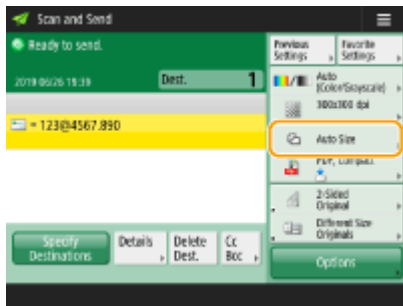 Scan and Send
Ready to send.
2019 06/26 19:39
Dest. 1
123@4567.890
Specify
Destinations
Details
Delete
Dest.
Cc
Bcc
Previous
Settings
Favorite
Settings
Auto
(Color/Grayscale)
300x300 dpi
Auto Size
PDF, Compact
2-Sided
Original
Different Size
Originals
Options